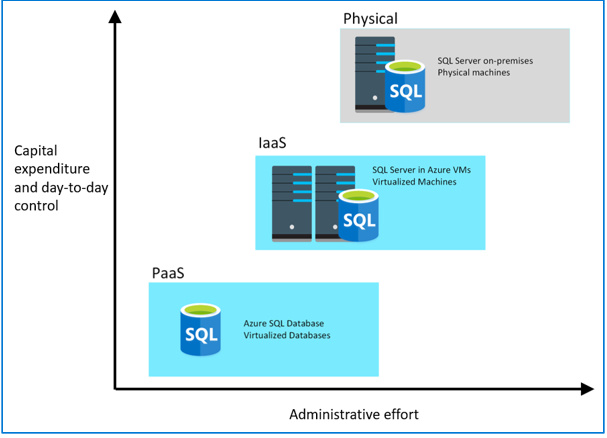 Physical
SQL Server on-premises
Physical machines
SQL
IaaS
Capital
expenditure
and day-to-day
control
SQL Server in Azure VMs
Virtualized Machines
SQL
PaaS
Azure SQL Database
Virtualized Databases
SQL
Administrative effort